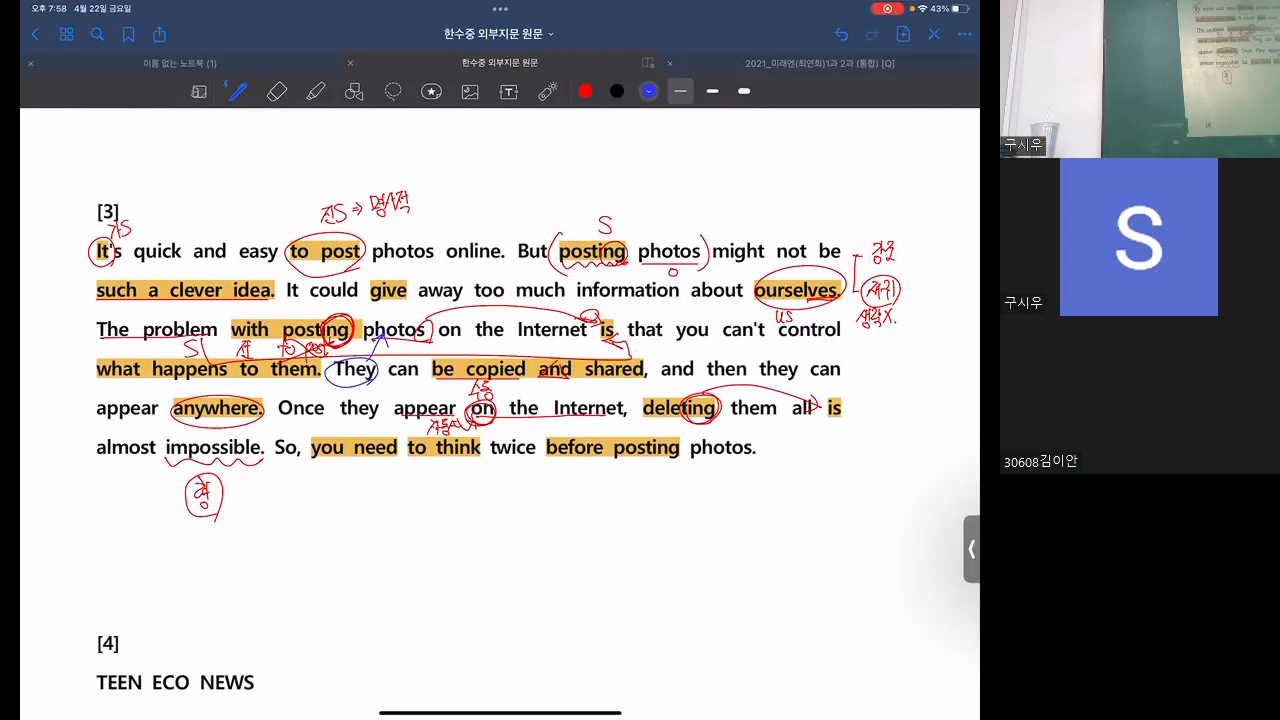 오후 7:58 4월 22일 금요일
43%
한수중 외부지문 원문
이름 없는 노트북 (1)
한수중 외부지문 원문
2021_미래엔(최연희)1과 2과 (통합) [Q]
구시우
[3]
가S
진S ⇒ 명사적
S
It's quick and easy to post photos online. But posting photos might not be
강조
O
such a clever idea. It could give away too much information about ourselves.
재귀
us
생략X.
The problem with posting photos on the Internet is that you can't control
S
전
to post
what happens to them. They can be copied and shared, and then they can
수동
appear anywhere. Once they appear on the Internet, deleting them all is
almost impossible. So, you need to think twice before posting photos.
형
[4]
TEEN ECO NEWS
S
구시우
30608김이안